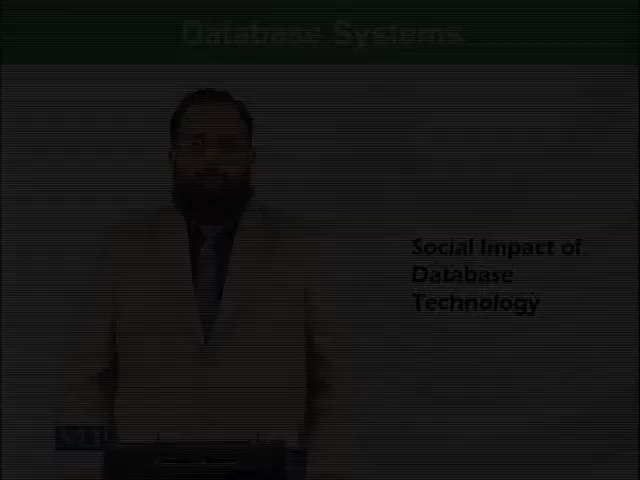 Database Systems
Social Impact of
Database
Technology